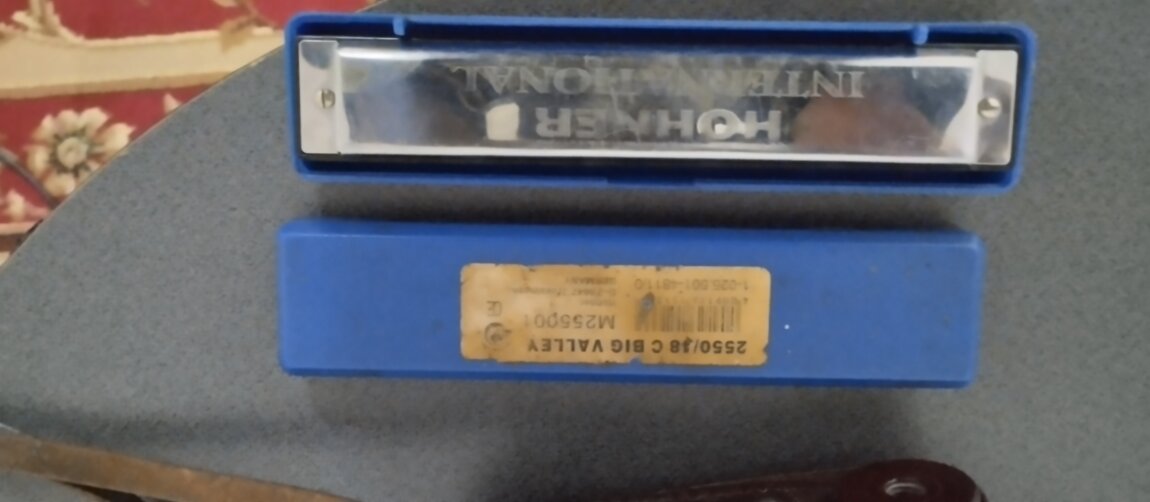 HOHNER
INTERNATIONAL
2550/48 C BIG VALLEY
M255001
GERMANY